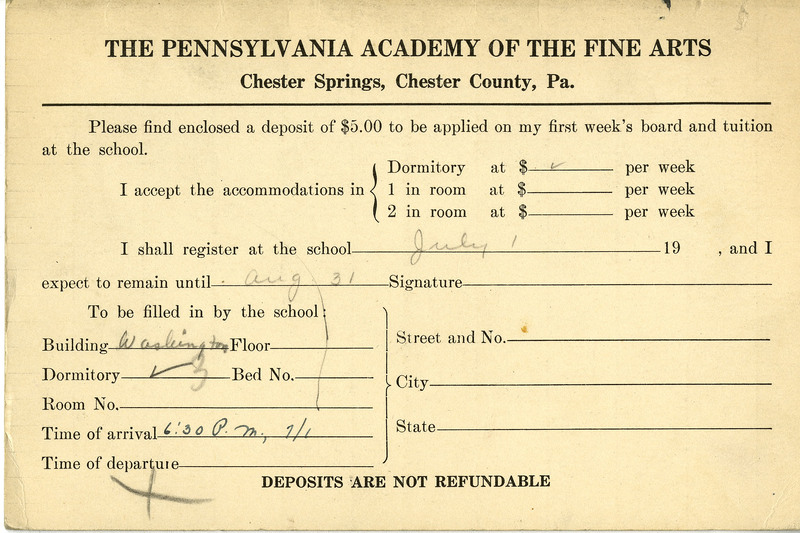 THE PENNSYLVANIA ACADEMY OF THE FINE ARTS
Chester Springs, Chester County, Pa.
Please find enclosed a deposit of $5.00 to be applied on my first week's board and tuition
at the school.
I accept the accommodations in
Dormitory at $ ✓ per week
1 in room at $ per week
2 in room at $ per week
I shall register at the school July 1 19 , and I
expect to remain until Aug 31 Signature
To be filled in by the school:
Building Washington Floor
Dormitory ✓ Bed No.
Room No.
Time of arrival 6:30 P.M., 7/1
Time of departure
Street and No.
City
State
DEPOSITS ARE NOT REFUNDABLE